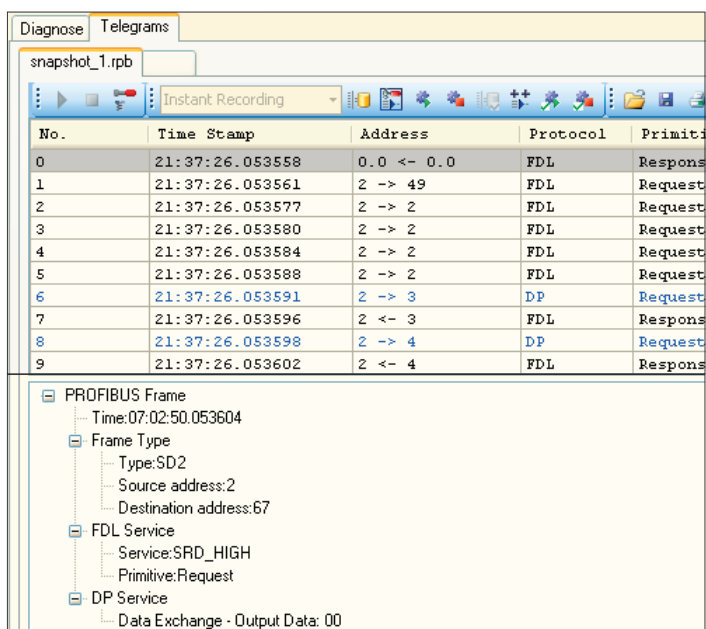 Diagnose Telegrams
snapshot_1.rpb
Instant Recording
No. Time Stamp Address Protocol Primiti
0 21:37:26.053558 0.0 <- 0.0 FDL Respons
1 21:37:26.053561 2 -> 49 FDL Request
2 21:37:26.053577 2 -> 2 FDL Request
3 21:37:26.053580 2 -> 2 FDL Request
4 21:37:26.053584 2 -> 2 FDL Request
5 21:37:26.053588 2 -> 2 FDL Request
6 21:37:26.053591 2 -> 3 DP Request
7 21:37:26.053596 2 <- 3 FDL Respons
8 21:37:26.053598 2 -> 4 DP Request
9 21:37:26.053602 2 <- 4 FDL Respons
PROFIBUS Frame
Time:07:02:50.053604
Frame Type
Type:SD2
Source address:2
Destination address:67
FDL Service
Service:SRD_HIGH
Primitive:Request
DP Service
Data Exchange - Output Data: 00